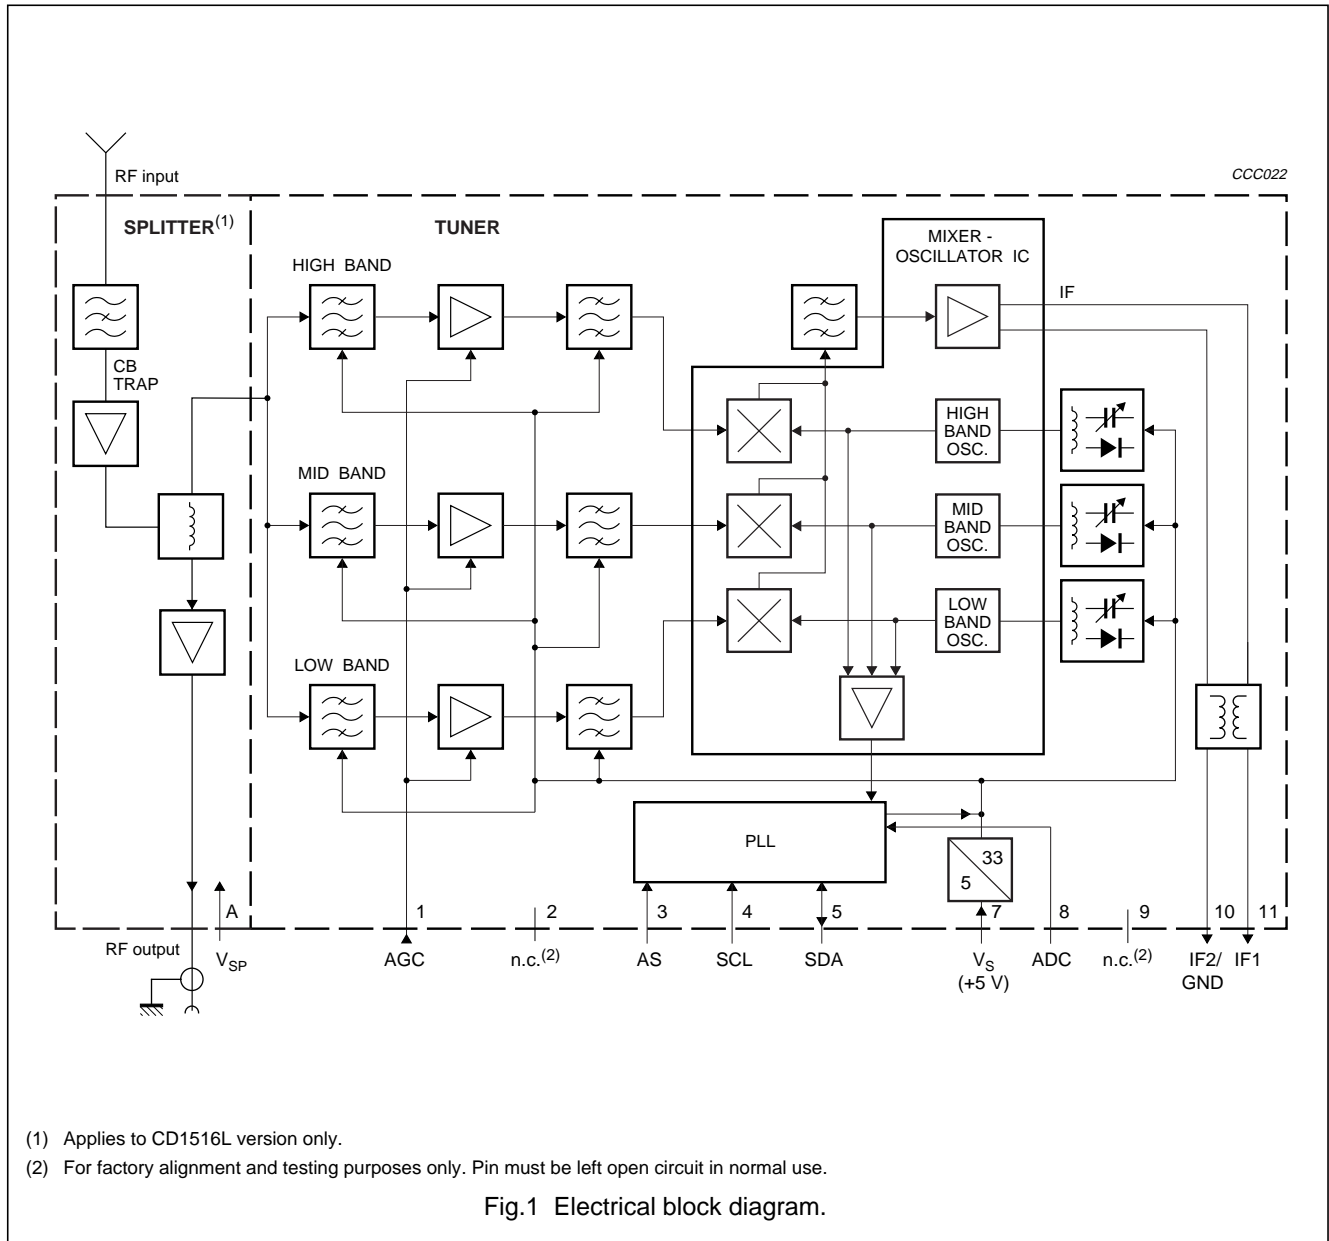 RF input
CCC022
SPLITTER(1)
TUNER
MIXER -
OSCILLATOR IC
HIGH BAND
IF
CB
TRAP
HIGH
BAND
OSC.
MID BAND
MID
BAND
OSC.
LOW
BAND
OSC.
LOW BAND
PLL
33
5
A
1
2
3
4
5
7
8
9
10
11
RF output
VSP
AGC
n.c.(2)
AS
SCL
SDA
VS
(+5 V)
ADC
n.c.(2)
IF2/
GND
IF1
(1) Applies to CD1516L version only.
(2) For factory alignment and testing purposes only. Pin must be left open circuit in normal use.
Fig.1 Electrical block diagram.